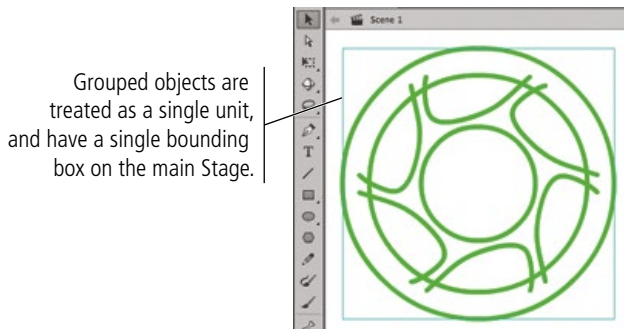 Scene 1
Grouped objects are
treated as a single unit,
and have a single bounding
box on the main Stage.
T